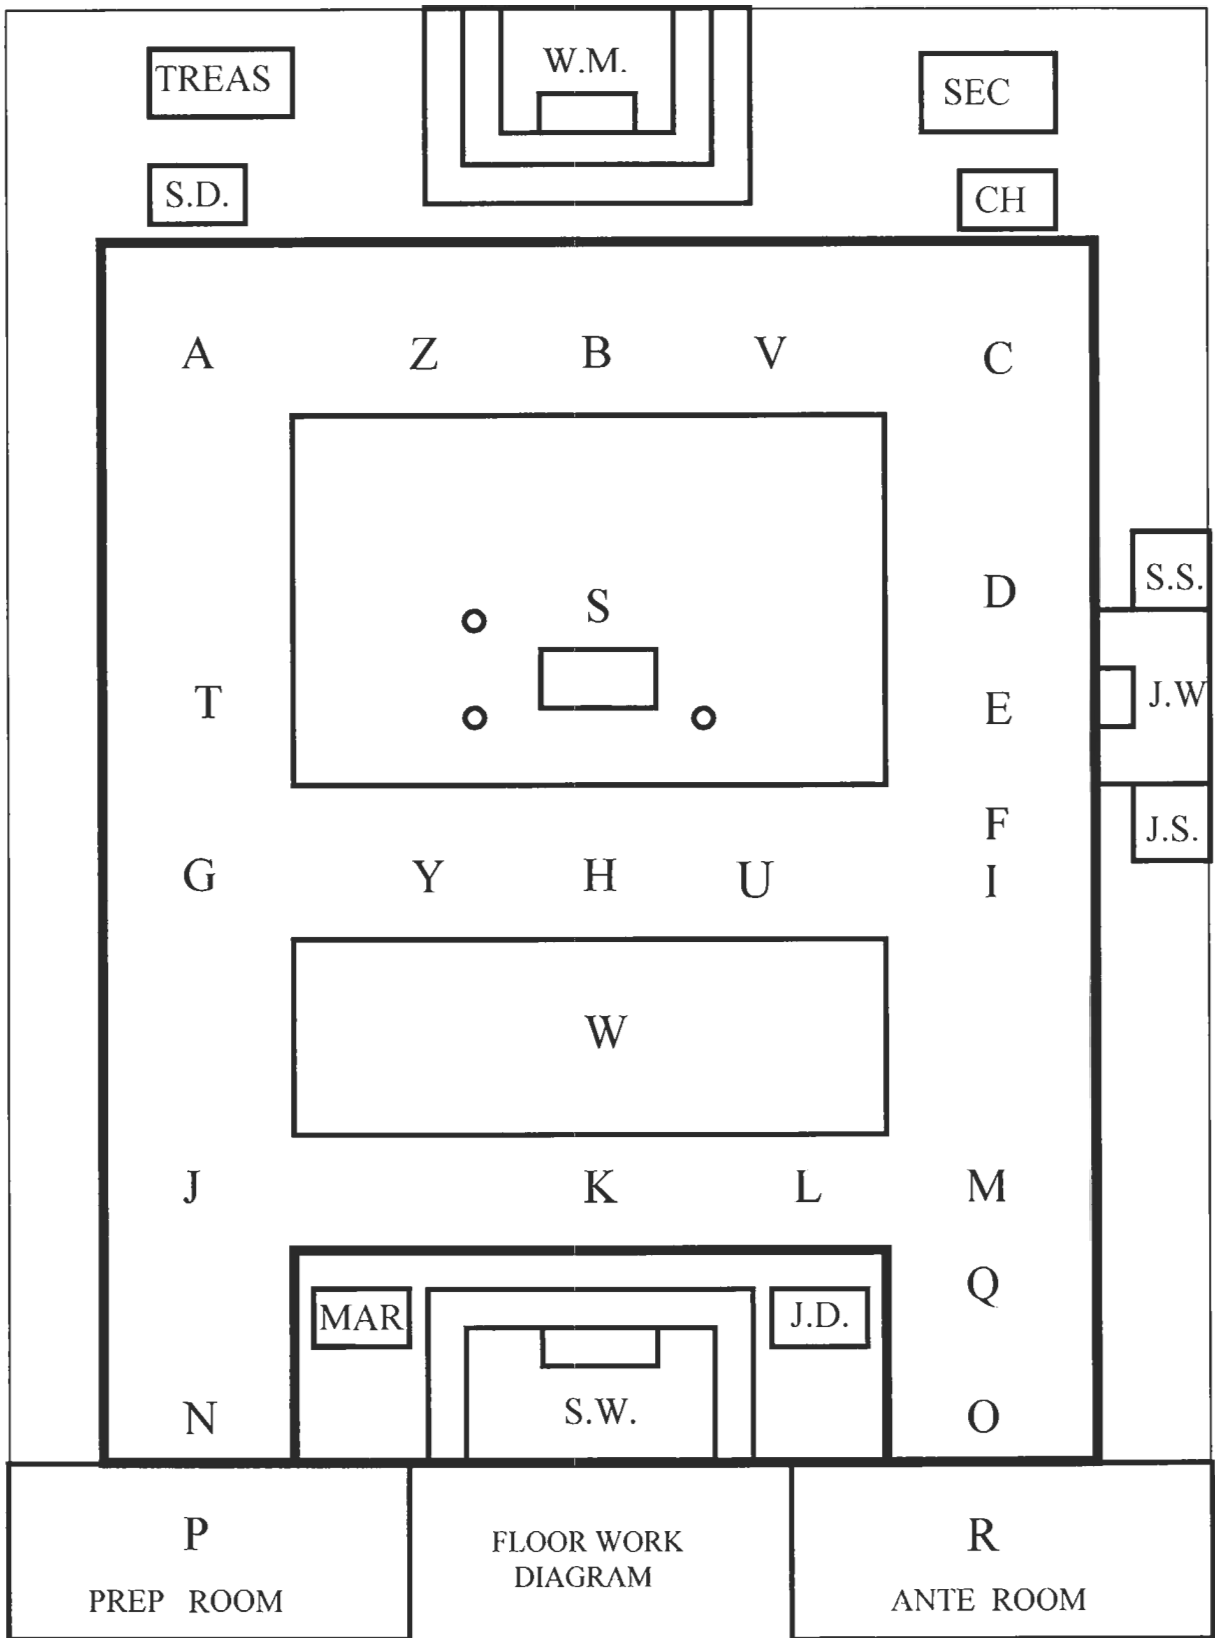 W.M.
TREAS
SEC
S.D.
CH
A Z B V C
S.S.
D
S
J.W
T
E
F
J.S.
G Y H U I
W
J K L M
Q
MAR
J.D.
S.W.
N
O
P
FLOOR WORK
DIAGRAM
R
PREP ROOM
ANTE ROOM